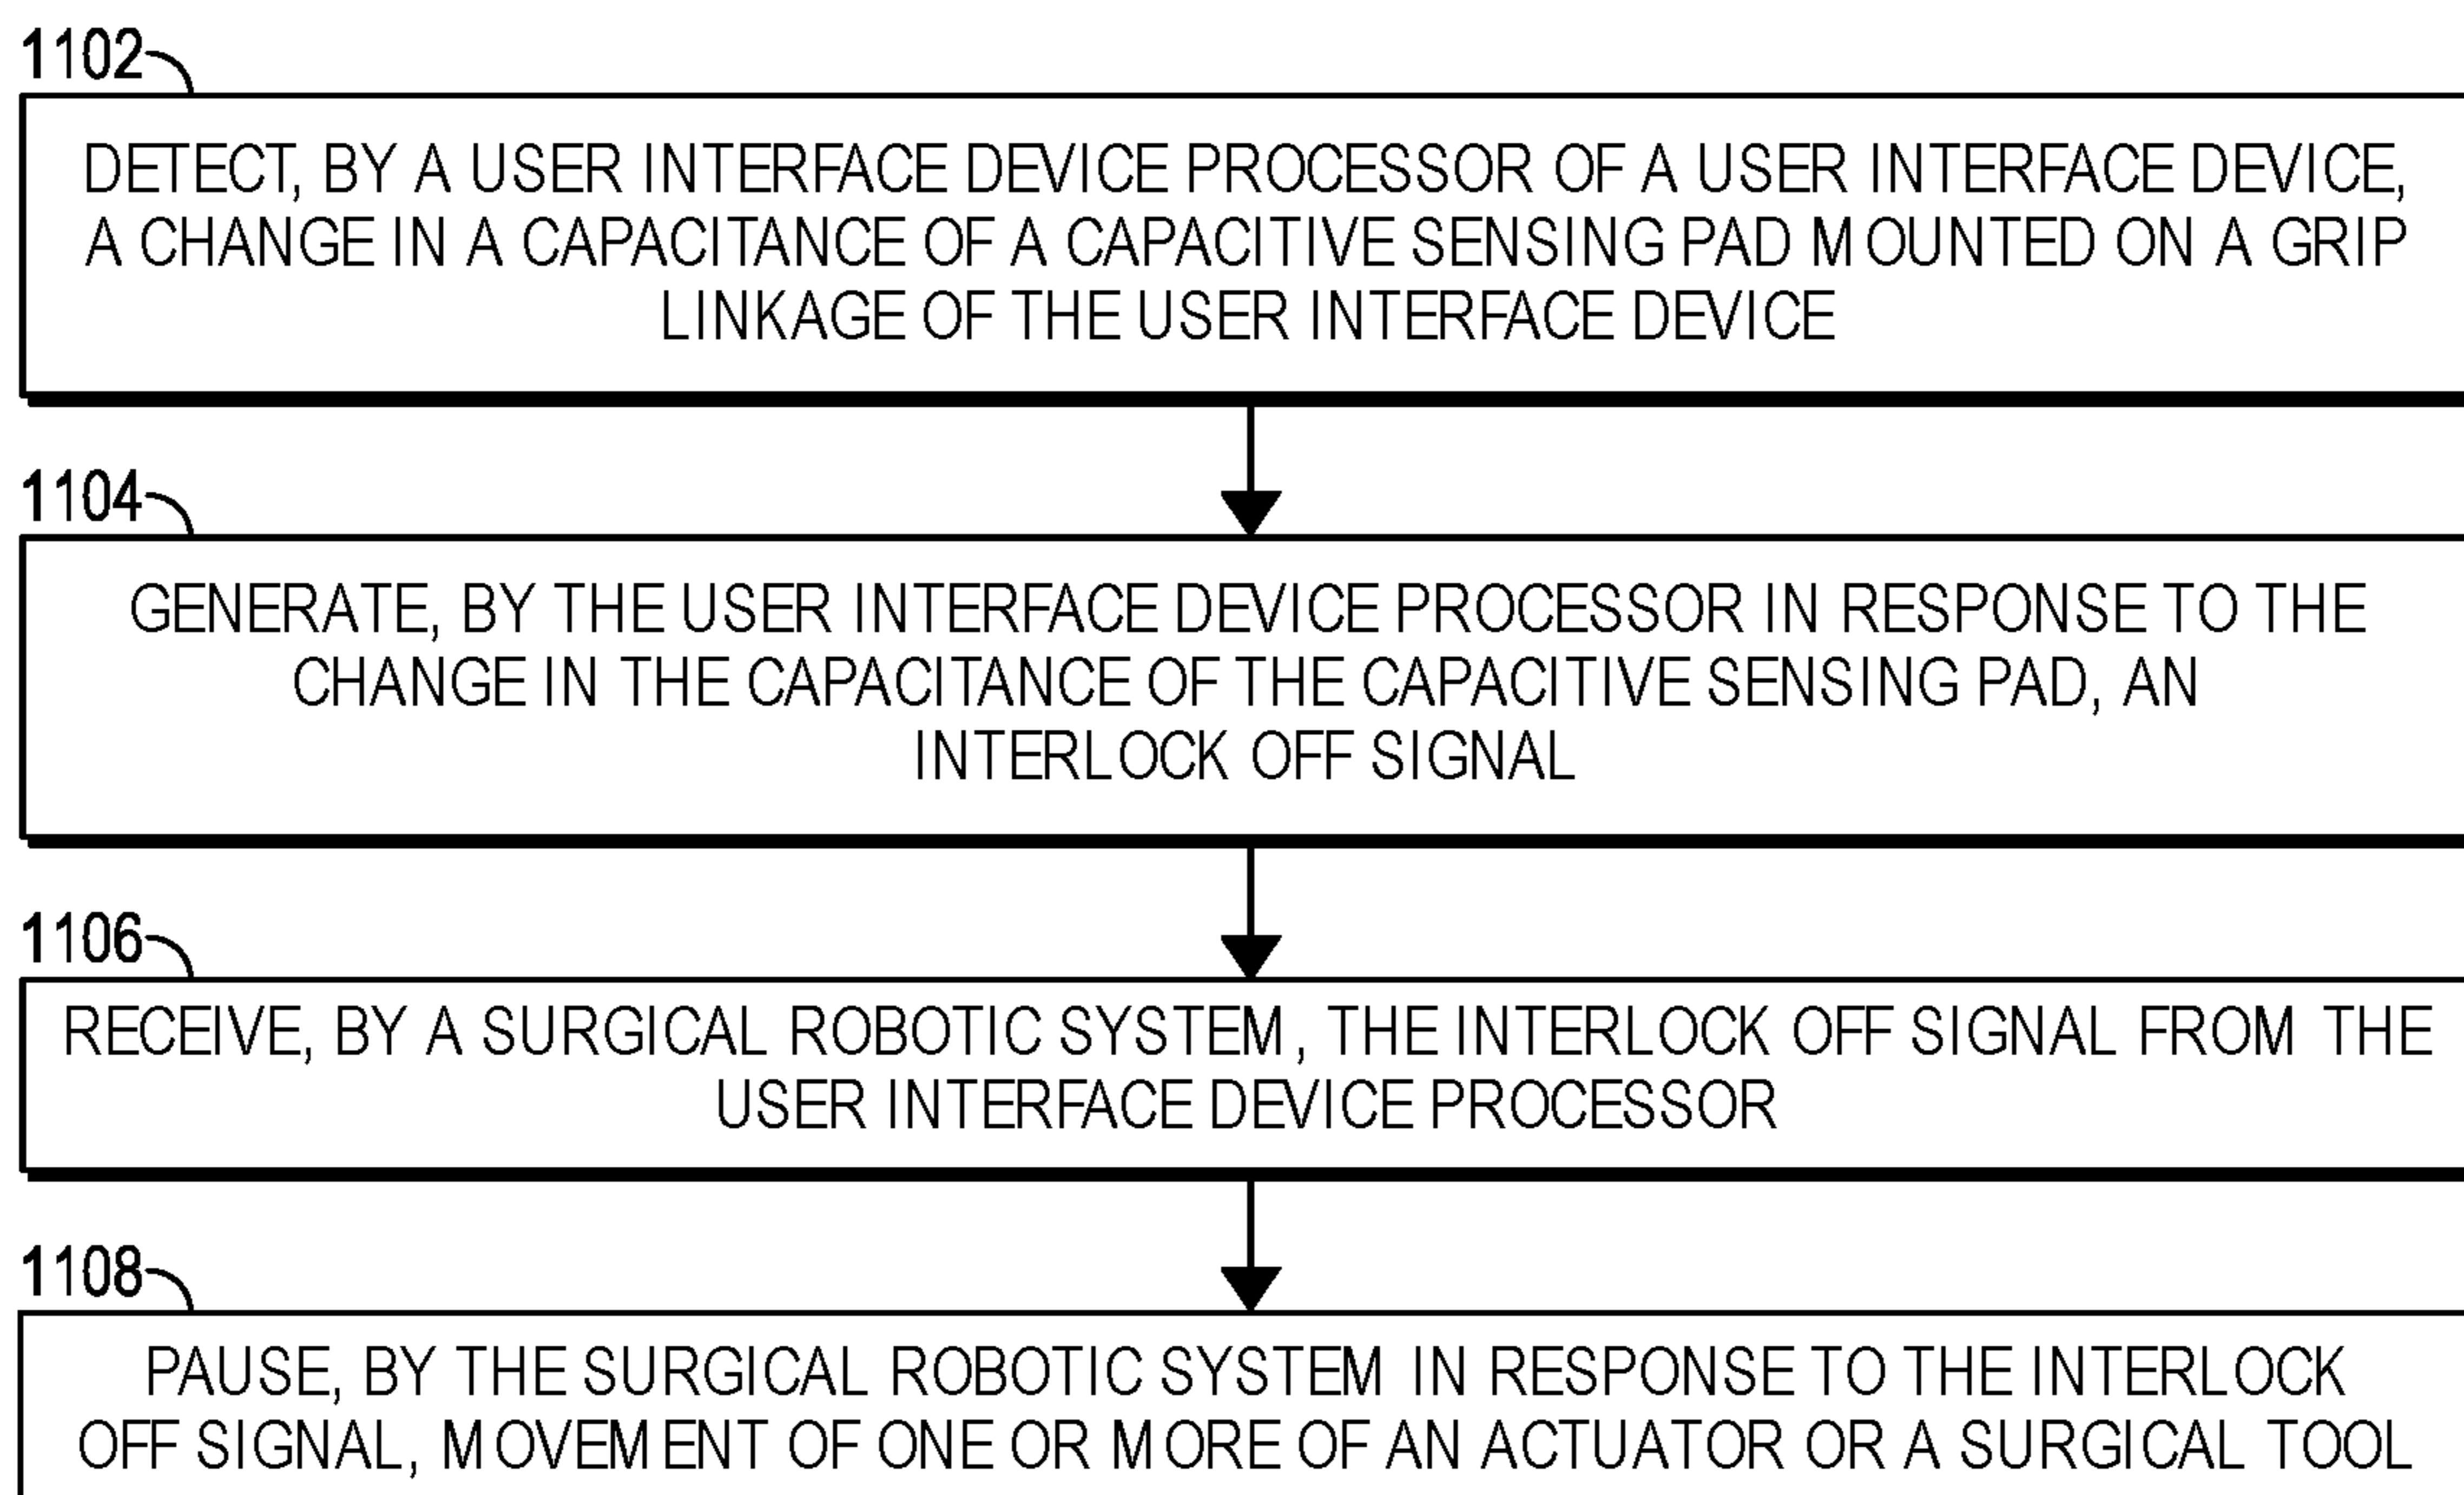 1102
DETECT, BY A USER INTERFACE DEVICE PROCESSOR OF A USER INTERFACE DEVICE,
A CHANGE IN A CAPACITANCE OF A CAPACITIVE SENSING PAD MOUNTED ON A GRIP
LINKAGE OF THE USER INTERFACE DEVICE
1104
GENERATE, BY THE USER INTERFACE DEVICE PROCESSOR IN RESPONSE TO THE
CHANGE IN THE CAPACITANCE OF THE CAPACITIVE SENSING PAD, AN
INTERLOCK OFF SIGNAL
1106
RECEIVE, BY A SURGICAL ROBOTIC SYSTEM, THE INTERLOCK OFF SIGNAL FROM THE
USER INTERFACE DEVICE PROCESSOR
1108
PAUSE, BY THE SURGICAL ROBOTIC SYSTEM IN RESPONSE TO THE INTERLOCK
OFF SIGNAL, MOVEMENT OF ONE OR MORE OF AN ACTUATOR OR A SURGICAL TOOL